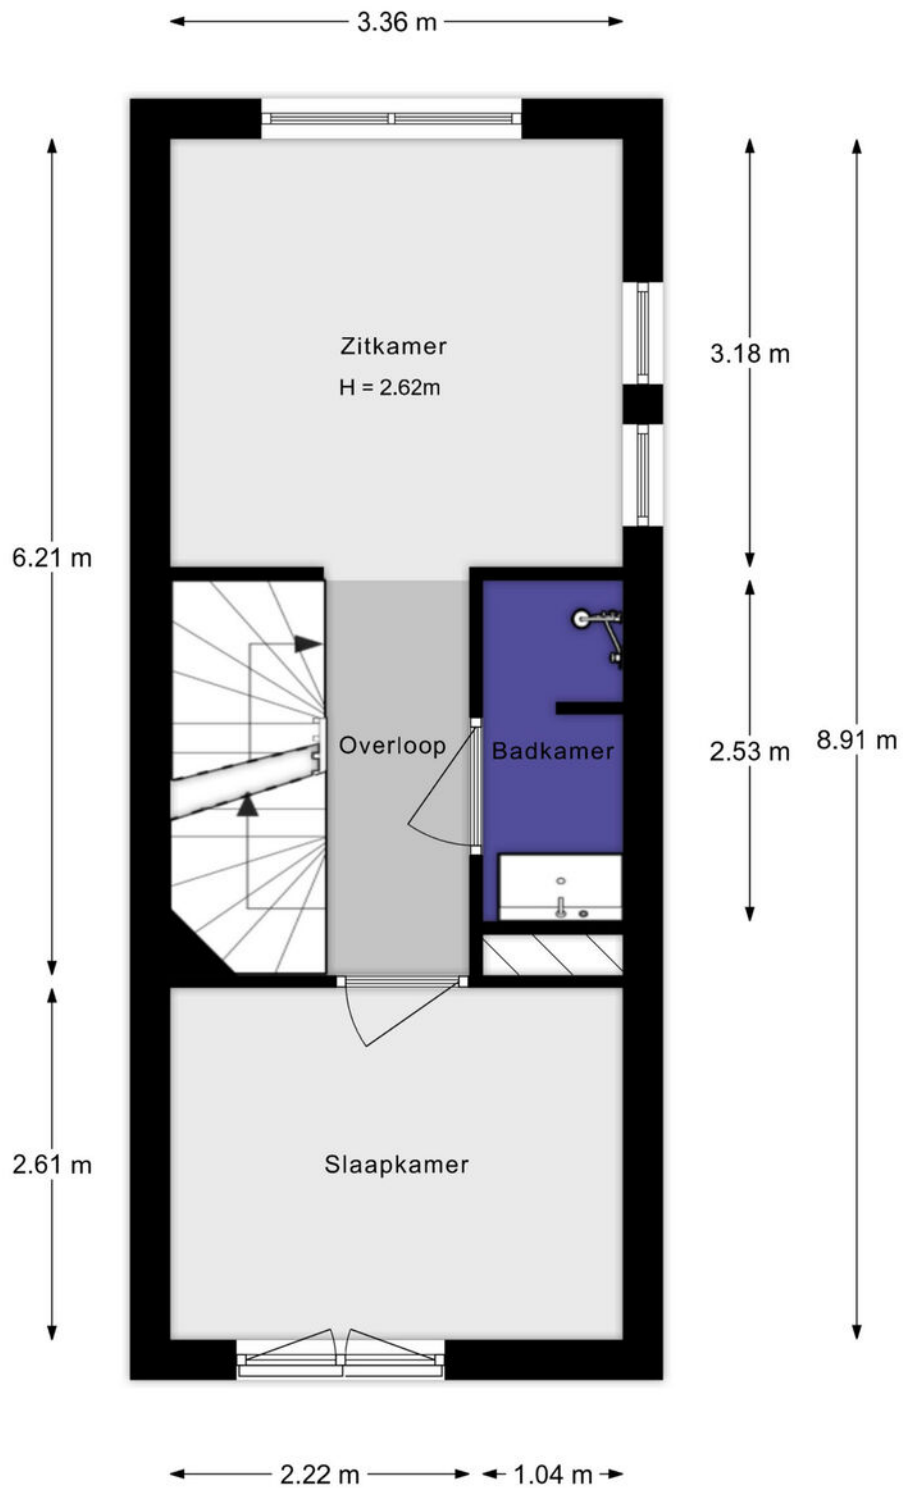 3.36 m
Zitkamer
H = 2.62m
3.18 m
6.21 m
Overloop
Badkamer
2.53 m
8.91 m
2.61 m
Slaapkamer
2.22 m
1.04 m